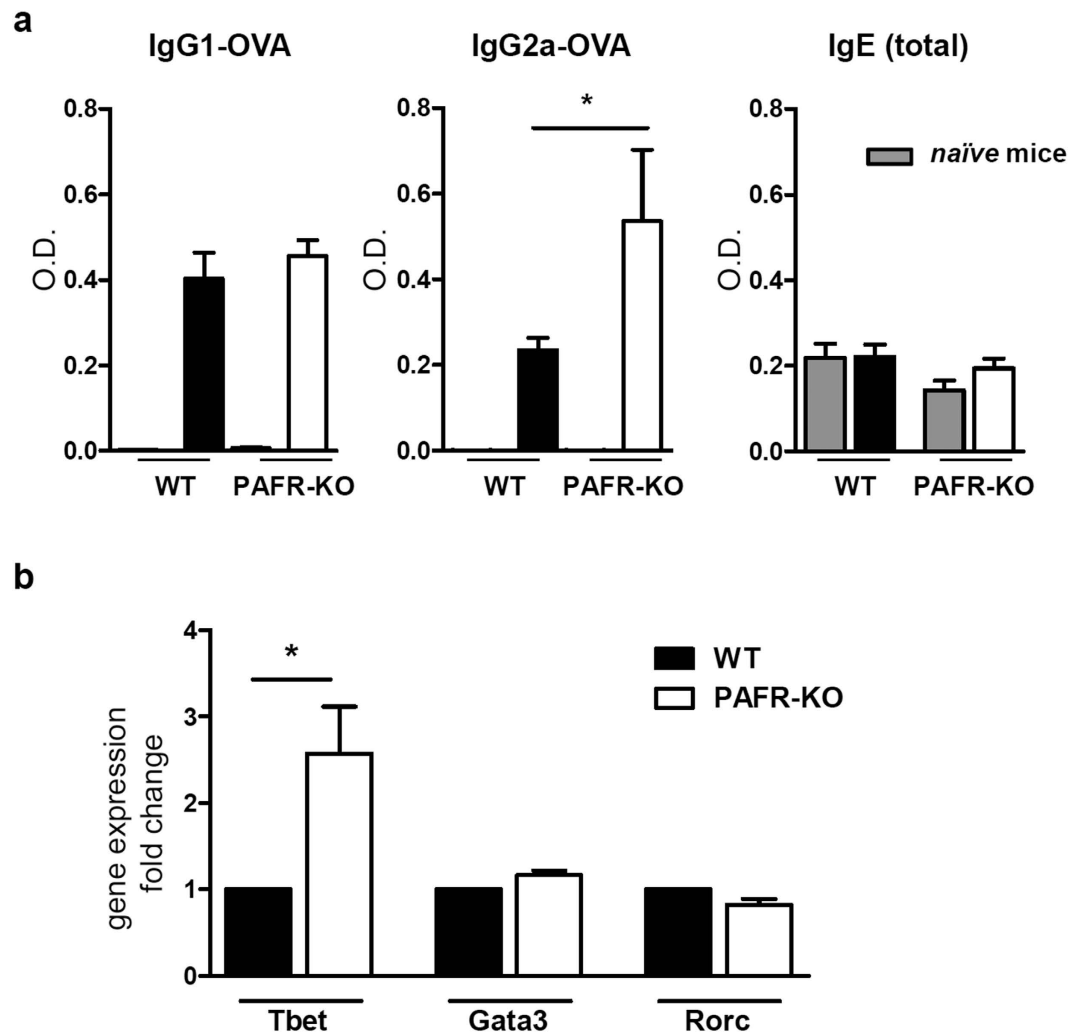 a
IgG1-OVA
IgG2a-OVA
IgE (total)
O.D.
0.8
0.6
0.4
0.2
0.0
WT
PAFR-KO
O.D.
0.8
0.6
0.4
0.2
0.0
*
WT
PAFR-KO
O.D.
0.8
0.6
0.4
0.2
0.0
naïve mice
WT
PAFR-KO
b
gene expression
fold change
4
3
2
1
0
*
WT
PAFR-KO
Tbet
Gata3
Rorc